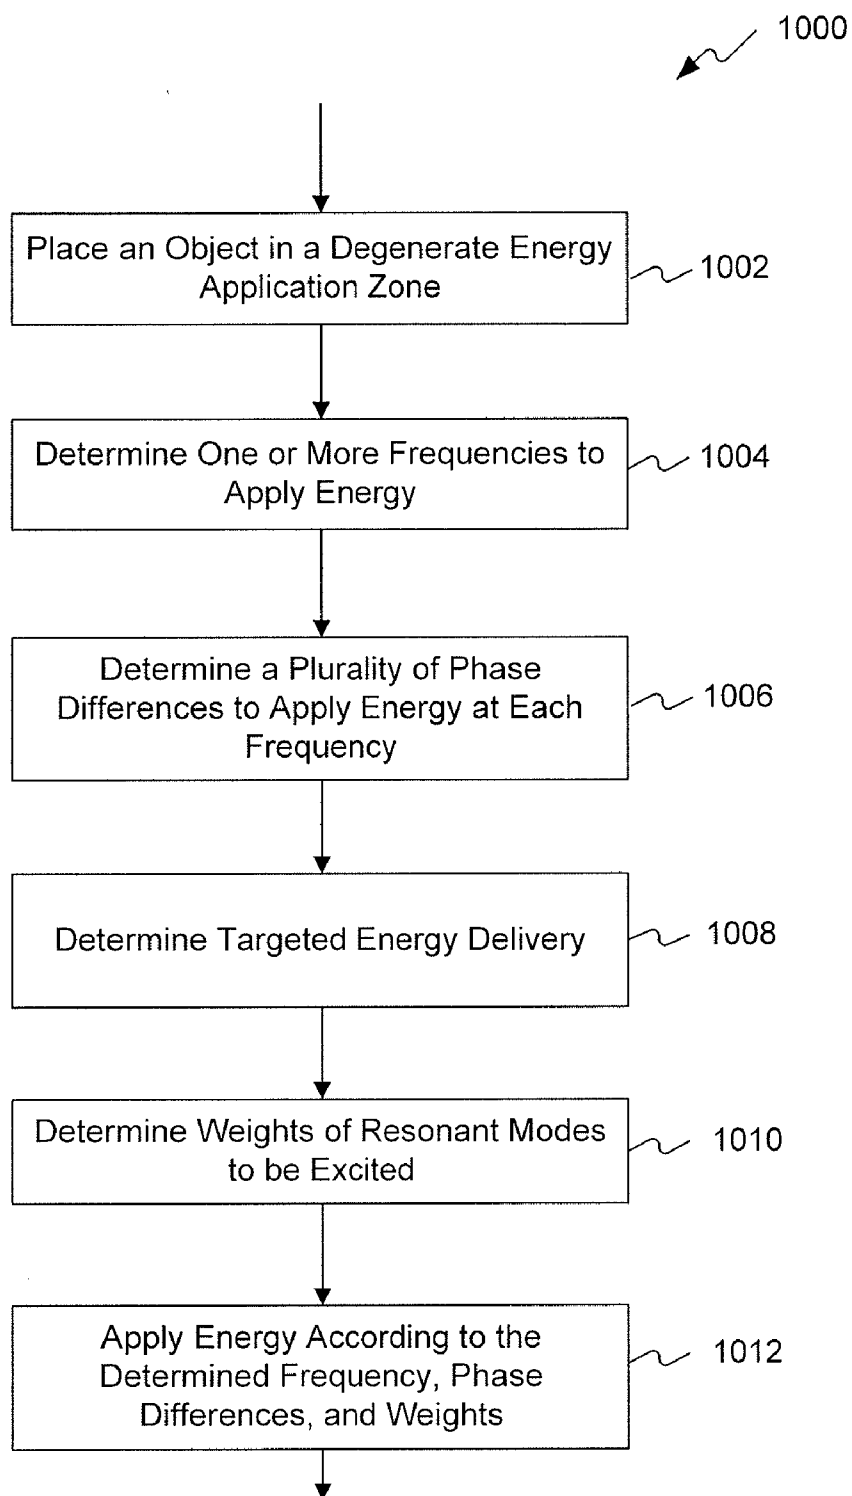 1000
Place an Object in a Degenerate Energy
Application Zone
1002
Determine One or More Frequencies to
Apply Energy
1004
Determine a Plurality of Phase
Differences to Apply Energy at Each
Frequency
1006
Determine Targeted Energy Delivery
1008
Determine Weights of Resonant Modes
to be Excited
1010
Apply Energy According to the
Determined Frequency, Phase
Differences, and Weights
1012